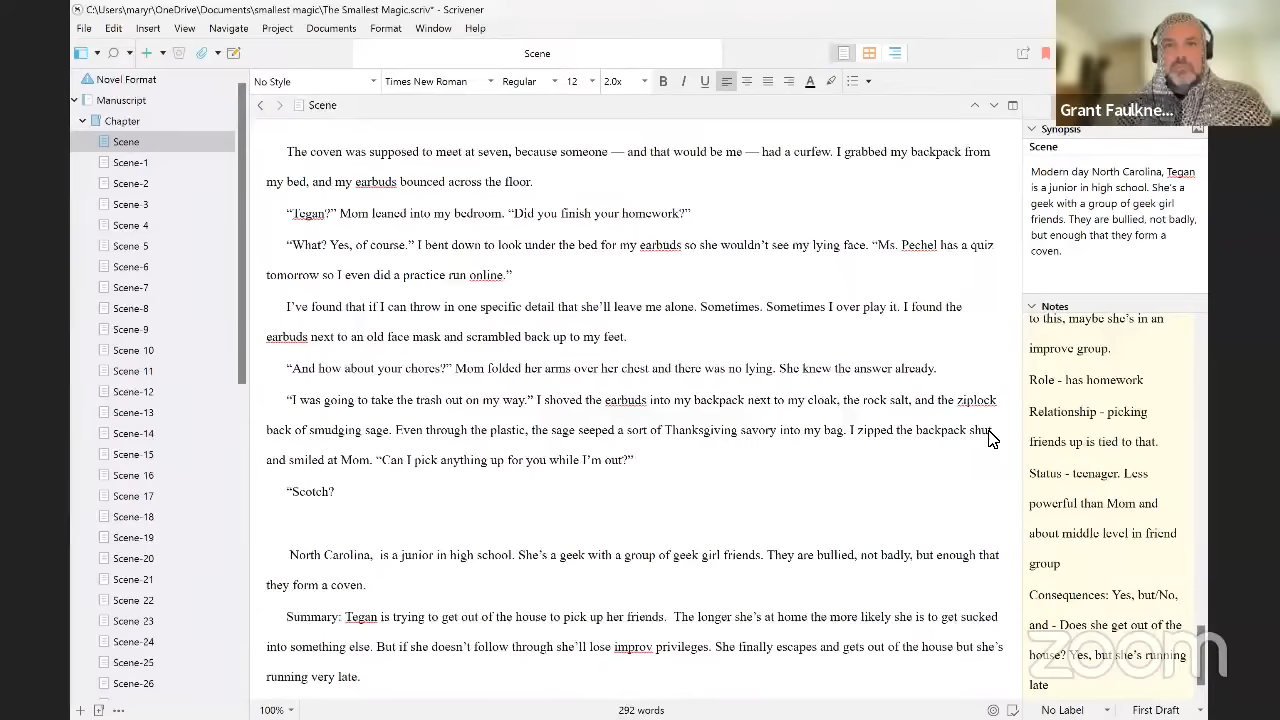 C:\Users\maryr\OneDrive\Documents\smallest magic\The Smallest Magic.scriv* - Scrivener
File Edit Insert View Navigate Project Documents Format Window Help
Scene
No Style Times New Roman Regular 12 2.0x B I U A
Novel Format
Manuscript
Chapter
Scene
Scene-1
Scene-2
Scene-3
Scene 4
Scene 5
Scene-6
Scene-7
Scene-8
Scene-9
Scene 10
Scene 11
Scene-12
Scene-13
Scene-14
Scene-15
Scene 16
Scene 17
Scene-18
Scene-19
Scene-20
Scene-21
Scene 22
Scene 23
Scene-24
Scene-25
Scene-26
Scene
The coven was supposed to meet at seven, because someone — and that would be me — had a curfew. I grabbed my backpack from
my bed, and my earbuds bounced across the floor.
“Tegan?” Mom leaned into my bedroom. “Did you finish your homework?”
“What? Yes, of course.” I bent down to look under the bed for my earbuds so she wouldn’t see my lying face. “Ms. Pechel has a quiz
tomorrow so I even did a practice run online.”
I’ve found that if I can throw in one specific detail that she’ll leave me alone. Sometimes. Sometimes I over play it. I found the
earbuds next to an old face mask and scrambled back up to my feet.
“And how about your chores?” Mom folded her arms over her chest and there was no lying. She knew the answer already.
“I was going to take the trash out on my way.” I shoved the earbuds into my backpack next to my cloak, the rock salt, and the ziplock
back of smudging sage. Even through the plastic, the sage seeped a sort of Thanksgiving savory into my bag. I zipped the backpack shut
and smiled at Mom. “Can I pick anything up for you while I’m out?”
“Scotch?
North Carolina, is a junior in high school. She’s a geek with a group of geek girl friends. They are bullied, not badly, but enough that
they form a coven.
Summary: Tegan is trying to get out of the house to pick up her friends. The longer she’s at home the more likely she is to get sucked
into something else. But if she doesn’t follow through she’ll lose improv privileges. She finally escapes and gets out of the house but she’s
running very late.
100% 292 words
Grant Faulkne...
Synopsis
Scene
Modern day North Carolina, Tegan
is a junior in high school. She's a
geek with a group of geek girl
friends. They are bullied, not badly,
but enough that they form a
coven.
Notes
to this, maybe she’s in an
improve group.
Role - has homework
Relationship - picking
friends up is tied to that.
Status - teenager. Less
powerful than Mom and
about middle level in friend
group
Consequences: Yes, but/No,
and - Does she get out of the
house? Yes, but she’s running
late
zoom
No Label First Draft